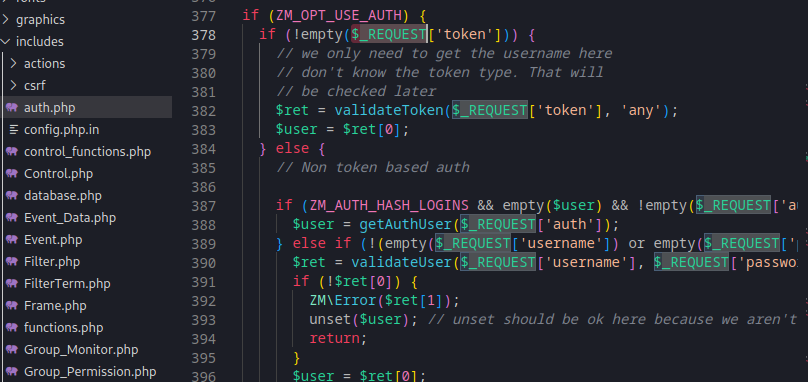 graphics
includes
actions
csrf
auth.php
config.php.in
control_functions.php
Control.php
database.php
Event_Data.php
Event.php
Filter.php
FilterTerm.php
Frame.php
functions.php
Group_Monitor.php
Group_Permission.php
377 if (ZM_OPT_USE_AUTH) {
378 if (!empty($_REQUEST['token'])) {
379 // we only need to get the username here
380 // don't know the token type. That will
381 // be checked later
382 $ret = validateToken($_REQUEST['token'], 'any');
383 $user = $ret[0];
384 } else {
385 // Non token based auth
386
387 if (ZM_AUTH_HASH_LOGINS && empty($user) && !empty($_REQUEST['au
388 $user = getAuthUser($_REQUEST['auth']);
389 } else if (!(empty($_REQUEST['username']) or empty($_REQUEST['
390 $ret = validateUser($_REQUEST['username'], $_REQUEST['passwo
391 if (!$ret[0]) {
392 ZM\Error($ret[1]);
393 unset($user); // unset should be ok here because we aren't
394 return;
395 }
396 $user = $ret[0];